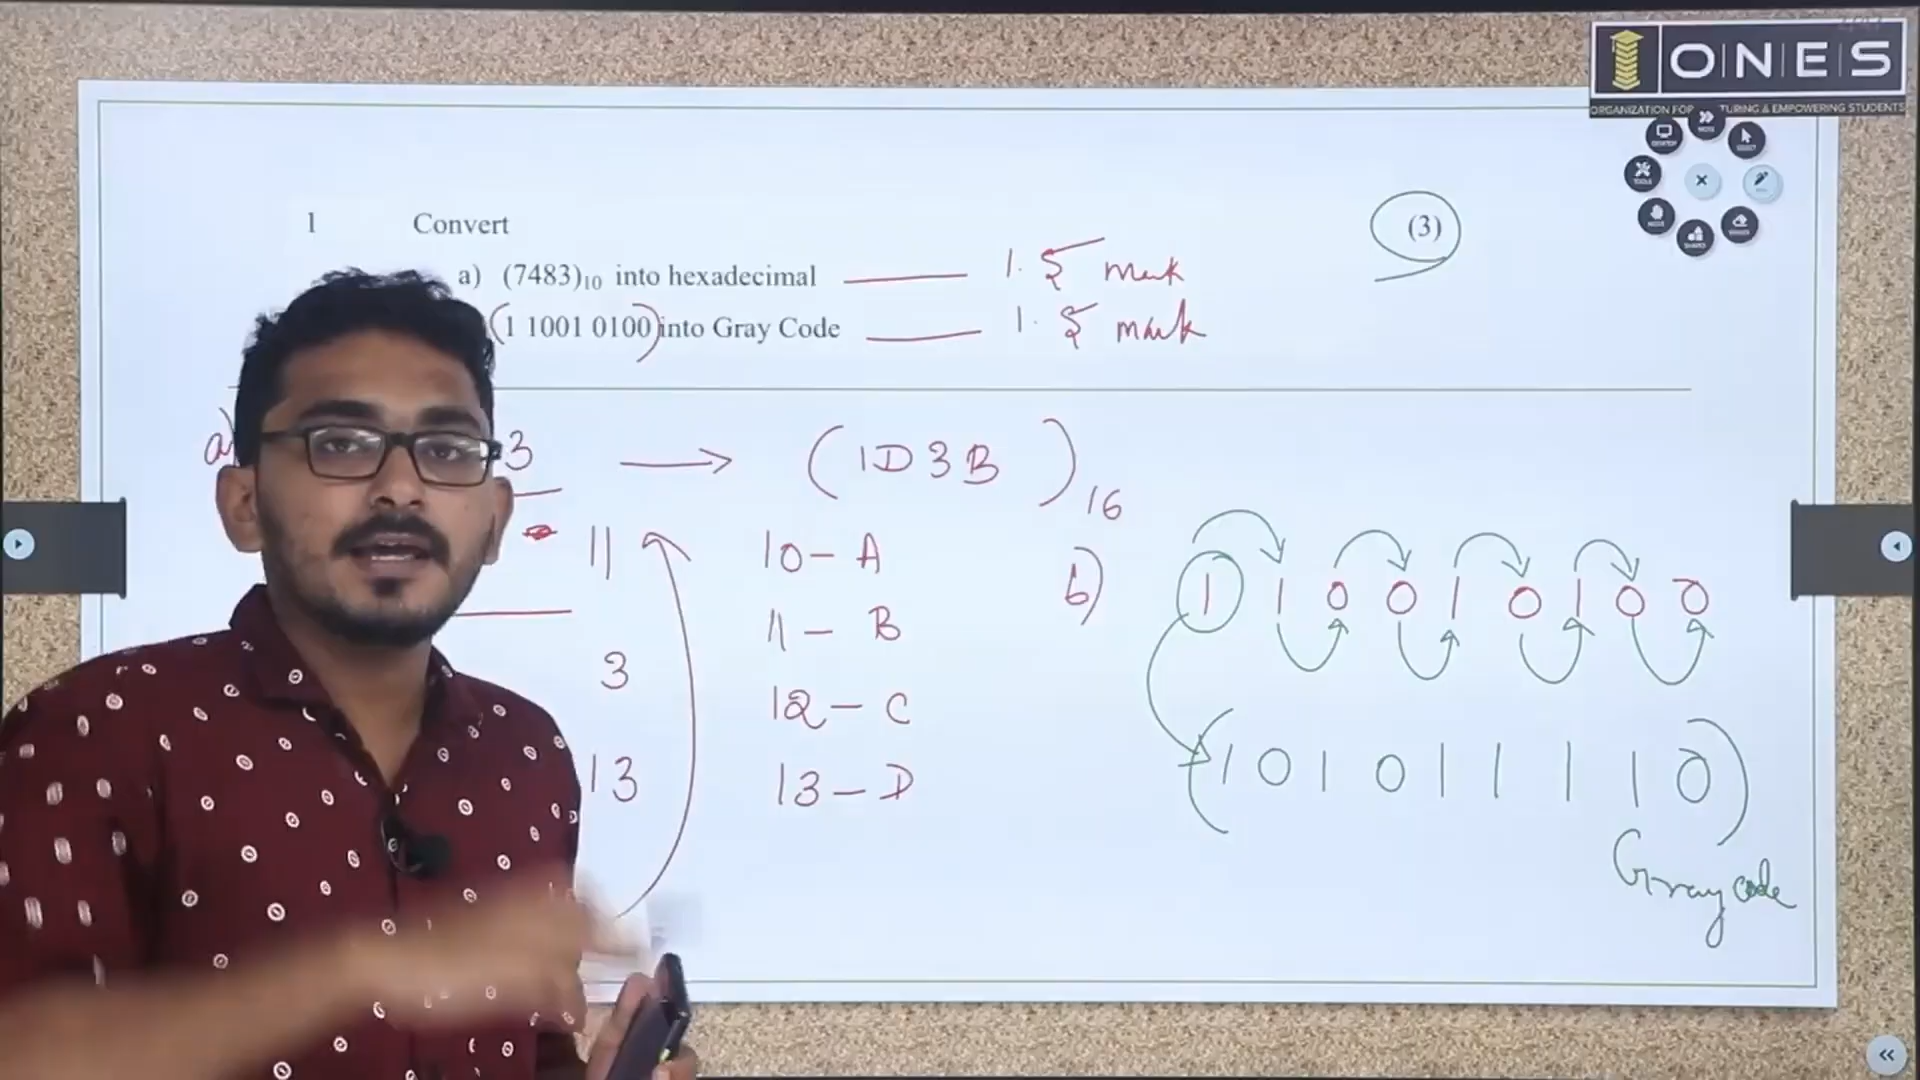 ONES
ORGANIZATION FOR TURING & EMPOWERING STUDENTS
1 Convert (3)
a) (7483)10 into hexadecimal 1.5 mark
(1 1001 0100) into Gray Code 1.5 mark
a) 3 → (1D3B)16
11 10 - A
b) 1 1 0 0 1 0 1 0 0
11 - B
3
12 - C
13 13 - D
(1 0 1 0 1 1 1 1 0)
Gray code